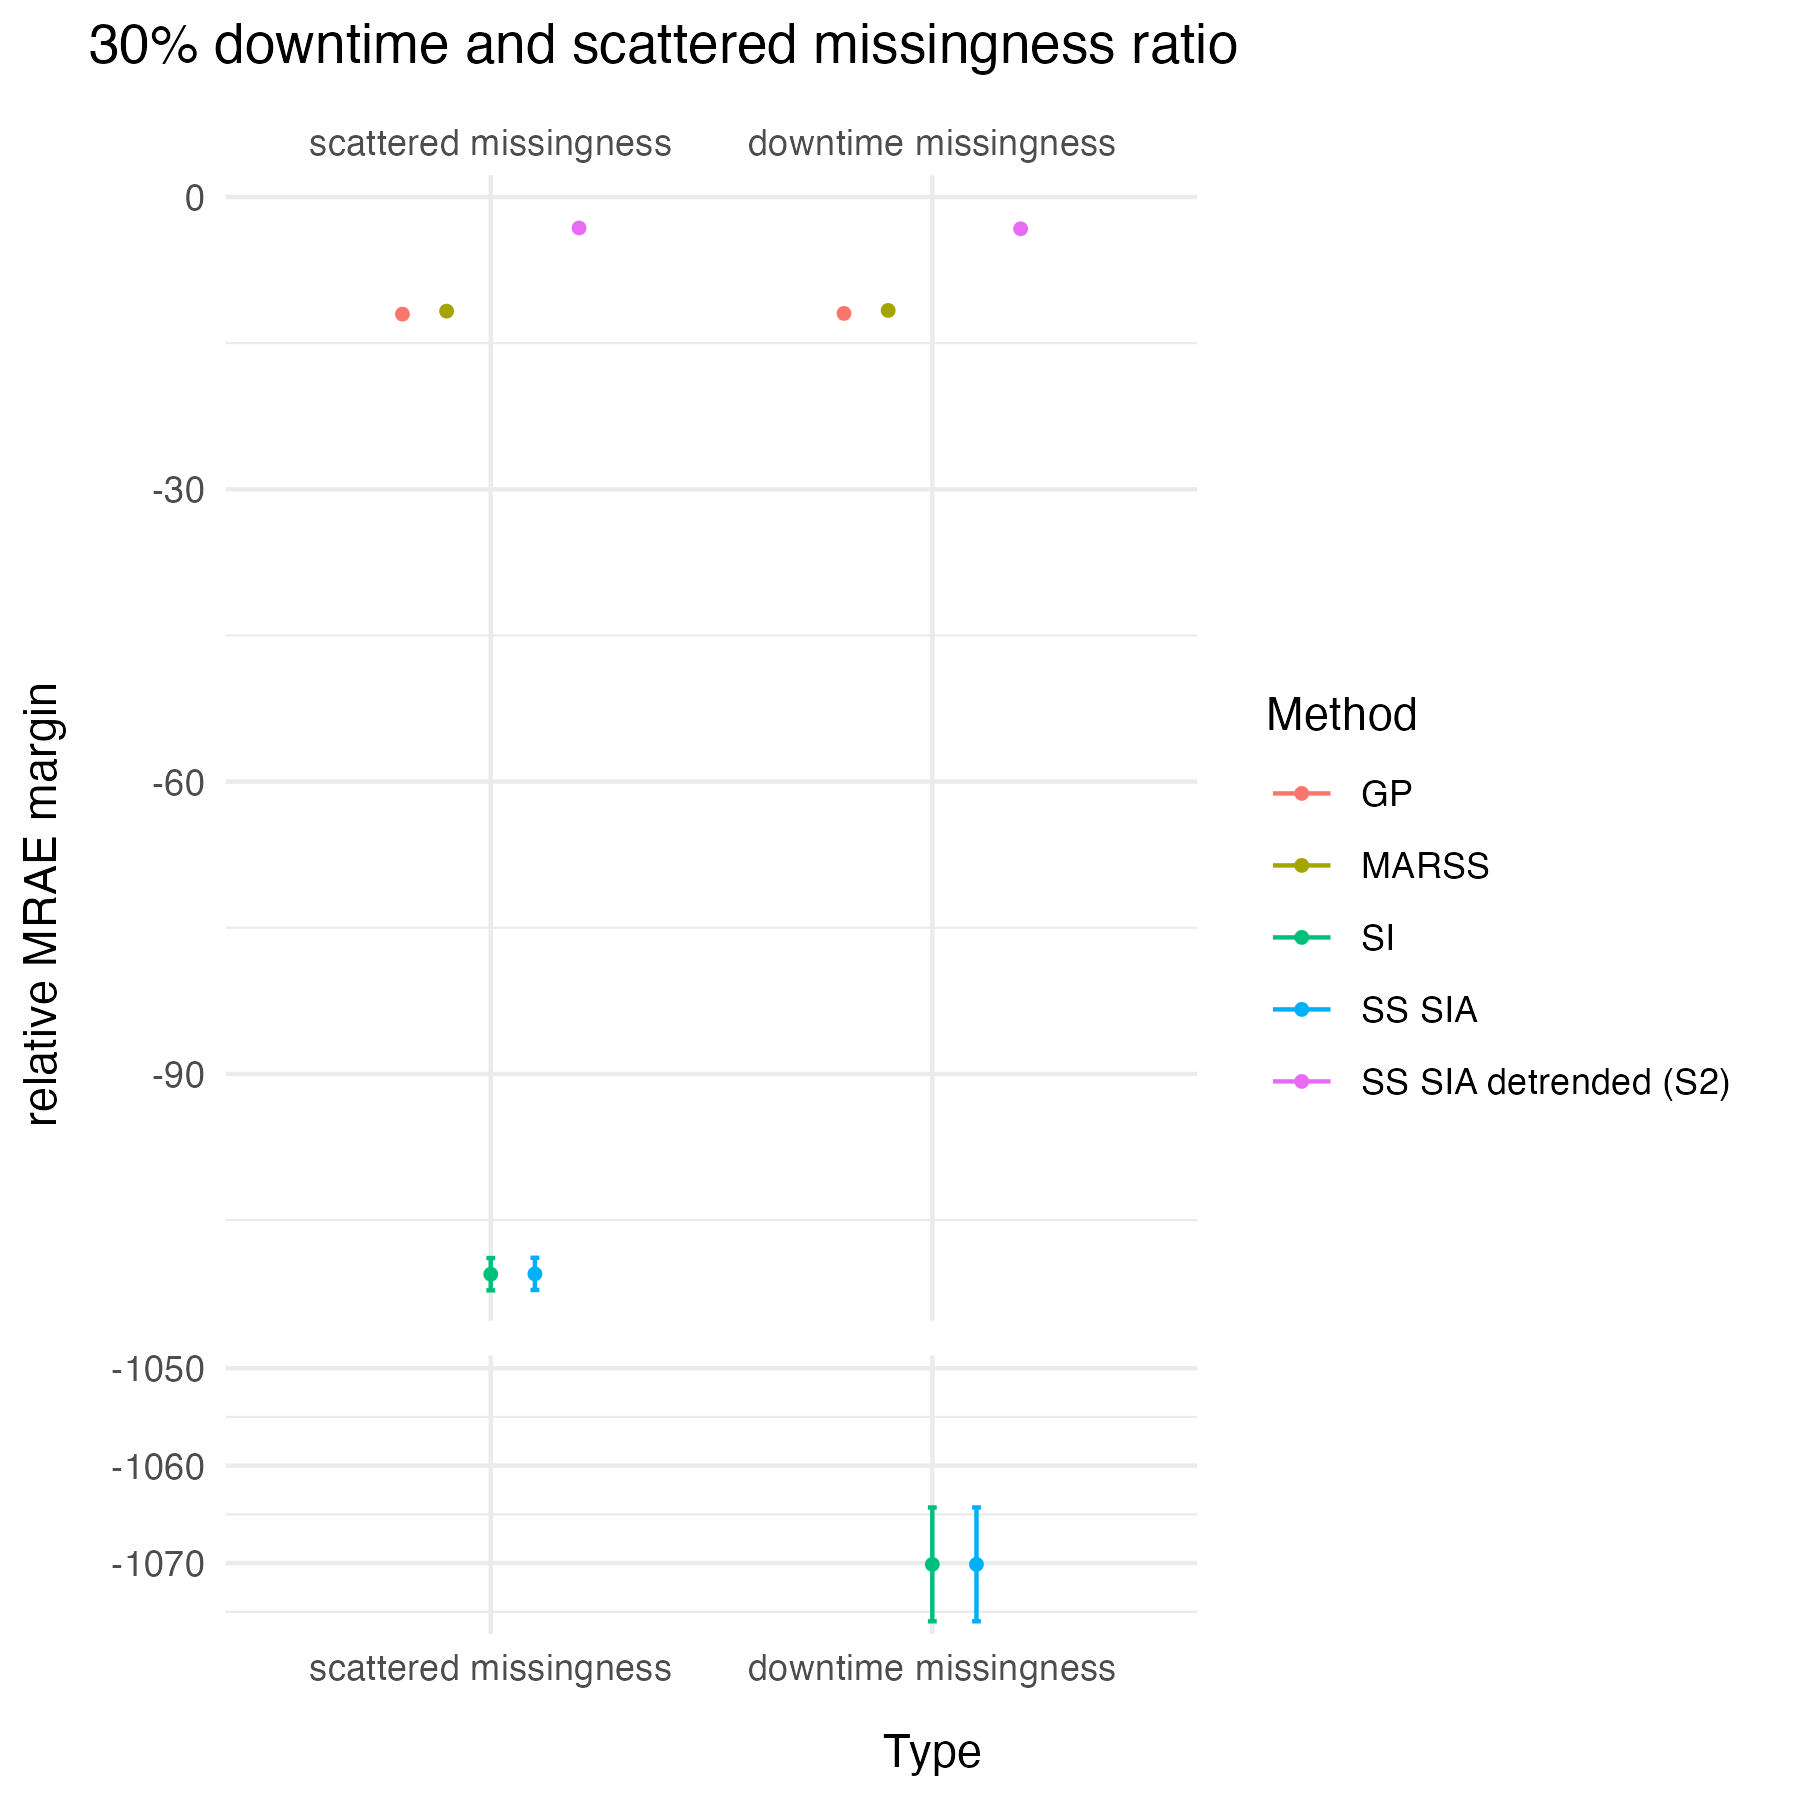 30% downtime and scattered missingness ratio
scattered missingness
downtime missingness
0
-30
-60
-90
-1050
-1060
-1070
relative MRAE margin
scattered missingness
downtime missingness
Type
Method
GP
MARSS
SI
SS SIA
SS SIA detrended (S2)